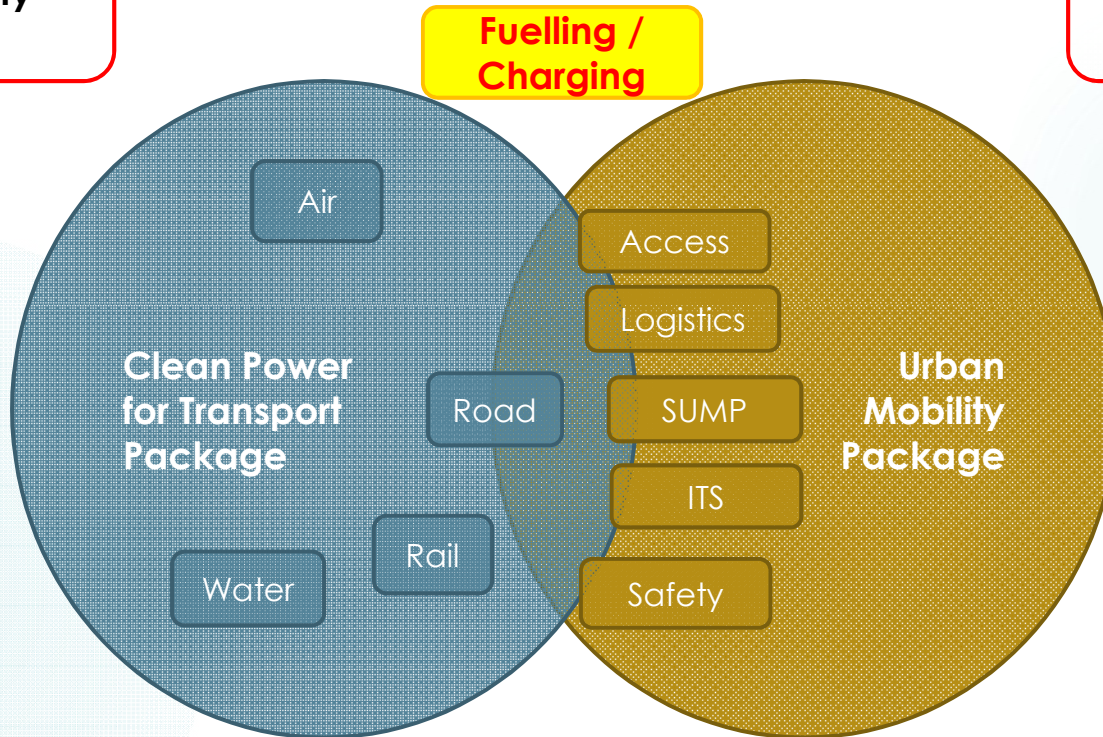 Fuelling /
Charging
Air
Access
Logistics
Clean Power
for Transport
Package
Road
SUMP
Urban
Mobility
Package
ITS
Rail
Water
Safety